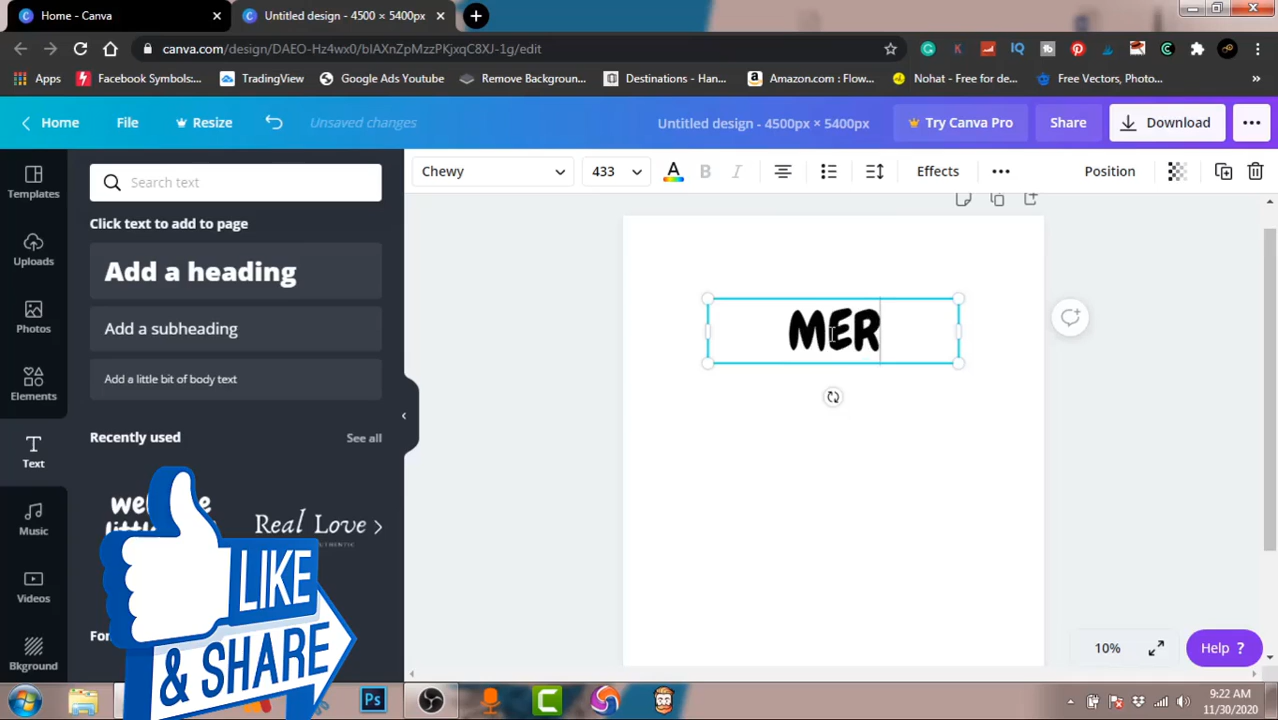 Home - Canva
Untitled design - 4500 × 5400px
canva.com/design/DAEO-Hz4wx0/bIAXnZpMzzPKjxqC8XJ-1g/edit
Apps
Facebook Symbols...
TradingView
Google Ads Youtube
Remove Backgroun...
Destinations - Han...
Amazon.com : Flow...
Nohat - Free for de...
Free Vectors, Photo...
Home
File
Resize
Unsaved changes
Untitled design - 4500px × 5400px
Try Canva Pro
Share
Download
Templates
Uploads
Photos
Elements
Text
Music
Videos
Bkground
Search text
Click text to add to page
Add a heading
Add a subheading
Add a little bit of body text
Recently used
See all
Real Love
LIKE
& SHARE
Chewy
433
A
B
I
Effects
Position
MER
10%
Help ?
Ps
9:22 AM
11/30/2020